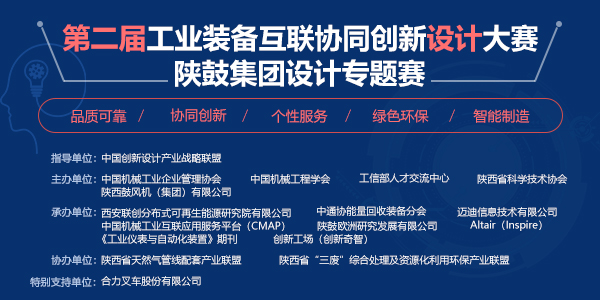 第二届工业装备互联协同创新设计大赛
陕鼓集团设计专题赛
品质可靠 / 协同创新 / 个性服务 / 绿色环保 / 智能制造
指导单位：中国创新设计产业战略联盟
主办单位：中国机械工业企业管理协会 中国机械工程学会 工信部人才交流中心 陕西省科学技术协会
陕西鼓风机（集团）有限公司
承办单位：西安联创分布式可再生能源研究院有限公司 中通协能量回收装备分会 迈迪信息技术有限公司
中国机械工业互联应用服务平台（CMAP） 陕鼓欧洲研究发展有限公司 Altair（Inspire）
《工业仪表与自动化装置》期刊 创新工场（创新奇智）
协办单位：陕西省天然气管线配套产业联盟 陕西省“三废”综合处理及资源化利用环保产业联盟
特别支持单位：合力叉车股份有限公司